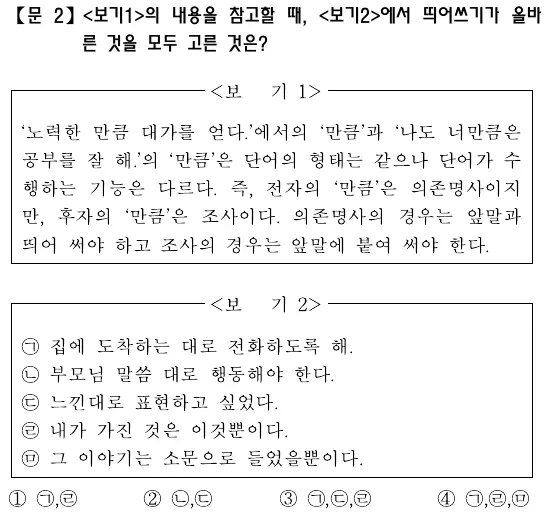 【문 2】<보기1>의 내용을 참고할 때, <보기2>에서 띄어쓰기가 올바
른 것을 모두 고른 것은?
<보 기 1>
‘노력한 만큼 대가를 얻다.’에서의 ‘만큼’과 ‘나도 너만큼은
공부를 잘 해.’의 ‘만큼’은 단어의 형태는 같으나 단어가 수
행하는 기능은 다르다. 즉, 전자의 ‘만큼’은 의존명사이지
만, 후자의 ‘만큼’은 조사이다. 의존명사의 경우는 앞말과
띄어 써야 하고 조사의 경우는 앞말에 붙여 써야 한다.
<보 기 2>
㉠ 집에 도착하는 대로 전화하도록 해.
㉡ 부모님 말씀 대로 행동해야 한다.
㉢ 느낀대로 표현하고 싶었다.
㉣ 내가 가진 것은 이것뿐이다.
㉤ 그 이야기는 소문으로 들었을뿐이다.
① ㉠,㉣ ② ㉡,㉢ ③ ㉠,㉢,㉣ ④ ㉠,㉣,㉤